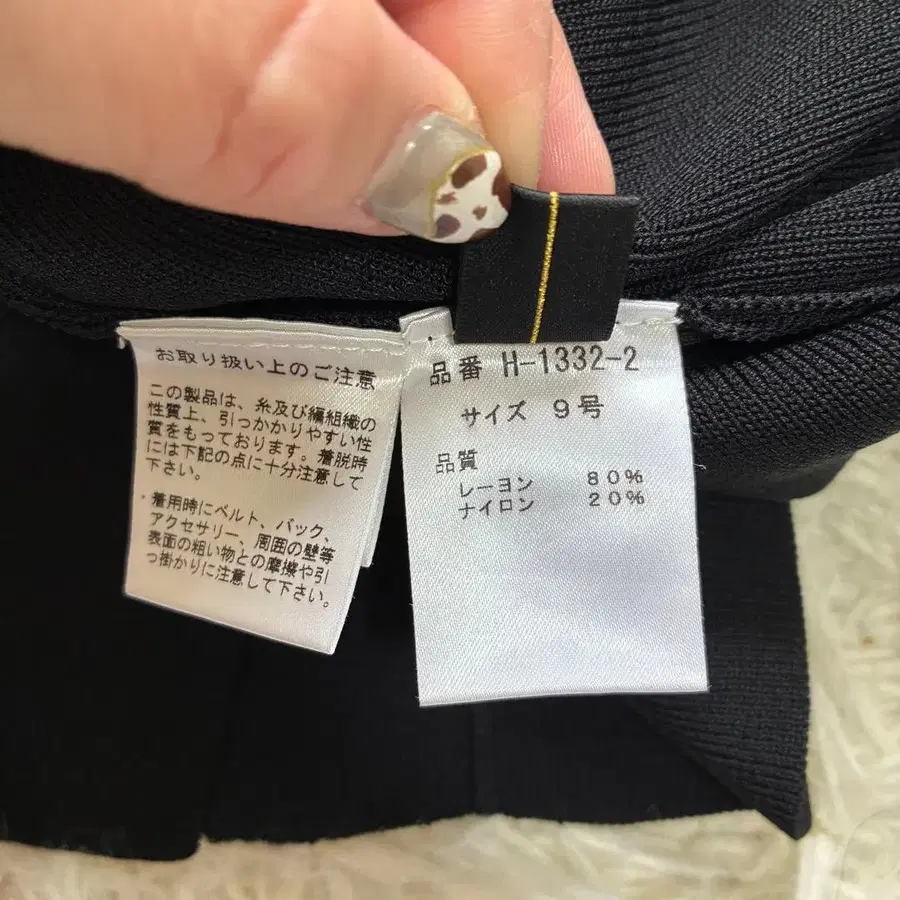 お取り扱い上のご注意
この製品は、糸及び編組織の
性質上、引っかかりやすい性
質をもっております。着脱時
には下記の点に十分注意して
下さい。
・着用時にベルト、バック、
アクセサリー、周囲の壁等
表面の粗い物との摩擦や引
っ掛かりに注意して下さい。
品番 H-1332-2
サイズ 9号
品質
レーヨン 80%
ナイロン 20%